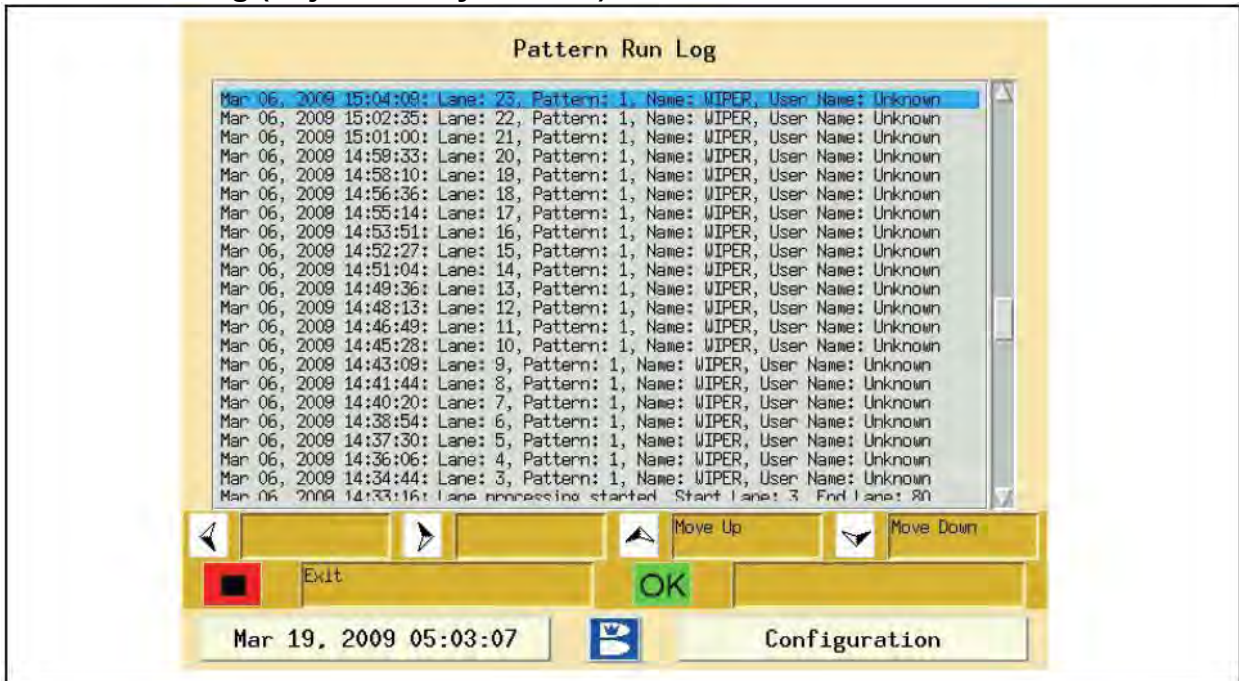 Pattern Run Log
Mar 06, 2009 15:04:09: Lane: 23, Pattern: 1, Name: WIPER, User Name: Unknown
Mar 06, 2009 15:02:35: Lane: 22, Pattern: 1, Name: WIPER, User Name: Unknown
Mar 06, 2009 15:01:00: Lane: 21, Pattern: 1, Name: WIPER, User Name: Unknown
Mar 06, 2009 14:59:33: Lane: 20, Pattern: 1, Name: WIPER, User Name: Unknown
Mar 06, 2009 14:58:10: Lane: 19, Pattern: 1, Name: WIPER, User Name: Unknown
Mar 06, 2009 14:56:36: Lane: 18, Pattern: 1, Name: WIPER, User Name: Unknown
Mar 06, 2009 14:55:14: Lane: 17, Pattern: 1, Name: WIPER, User Name: Unknown
Mar 06, 2009 14:53:51: Lane: 16, Pattern: 1, Name: WIPER, User Name: Unknown
Mar 06, 2009 14:52:27: Lane: 15, Pattern: 1, Name: WIPER, User Name: Unknown
Mar 06, 2009 14:51:04: Lane: 14, Pattern: 1, Name: WIPER, User Name: Unknown
Mar 06, 2009 14:49:36: Lane: 13, Pattern: 1, Name: WIPER, User Name: Unknown
Mar 06, 2009 14:48:13: Lane: 12, Pattern: 1, Name: WIPER, User Name: Unknown
Mar 06, 2009 14:46:49: Lane: 11, Pattern: 1, Name: WIPER, User Name: Unknown
Mar 06, 2009 14:45:28: Lane: 10, Pattern: 1, Name: WIPER, User Name: Unknown
Mar 06, 2009 14:43:09: Lane: 9, Pattern: 1, Name: WIPER, User Name: Unknown
Mar 06, 2009 14:41:44: Lane: 8, Pattern: 1, Name: WIPER, User Name: Unknown
Mar 06, 2009 14:40:20: Lane: 7, Pattern: 1, Name: WIPER, User Name: Unknown
Mar 06, 2009 14:38:54: Lane: 6, Pattern: 1, Name: WIPER, User Name: Unknown
Mar 06, 2009 14:37:30: Lane: 5, Pattern: 1, Name: WIPER, User Name: Unknown
Mar 06, 2009 14:36:06: Lane: 4, Pattern: 1, Name: WIPER, User Name: Unknown
Mar 06, 2009 14:34:44: Lane: 3, Pattern: 1, Name: WIPER, User Name: Unknown
Mar 06, 2009 14:33:16: Lane processing started. Start Lane: 3 End Lane: 80
Move Up
Move Down
Exit
OK
Mar 19, 2009 05:03:07
B
Configuration